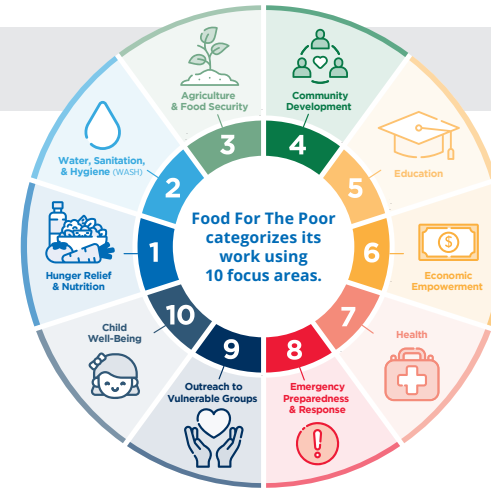 Food For The Poor
categorizes its
work using
10 focus areas.
1
Hunger Relief
& Nutrition
2
Water, Sanitation,
& Hygiene (WASH)
3
Agriculture
& Food Security
4
Community
Development
5
Education
6
Economic
Empowerment
$
7
Health
8
Emergency
Preparedness
& Response
!
9
Outreach to
Vulnerable Groups
10
Child
Well-Being